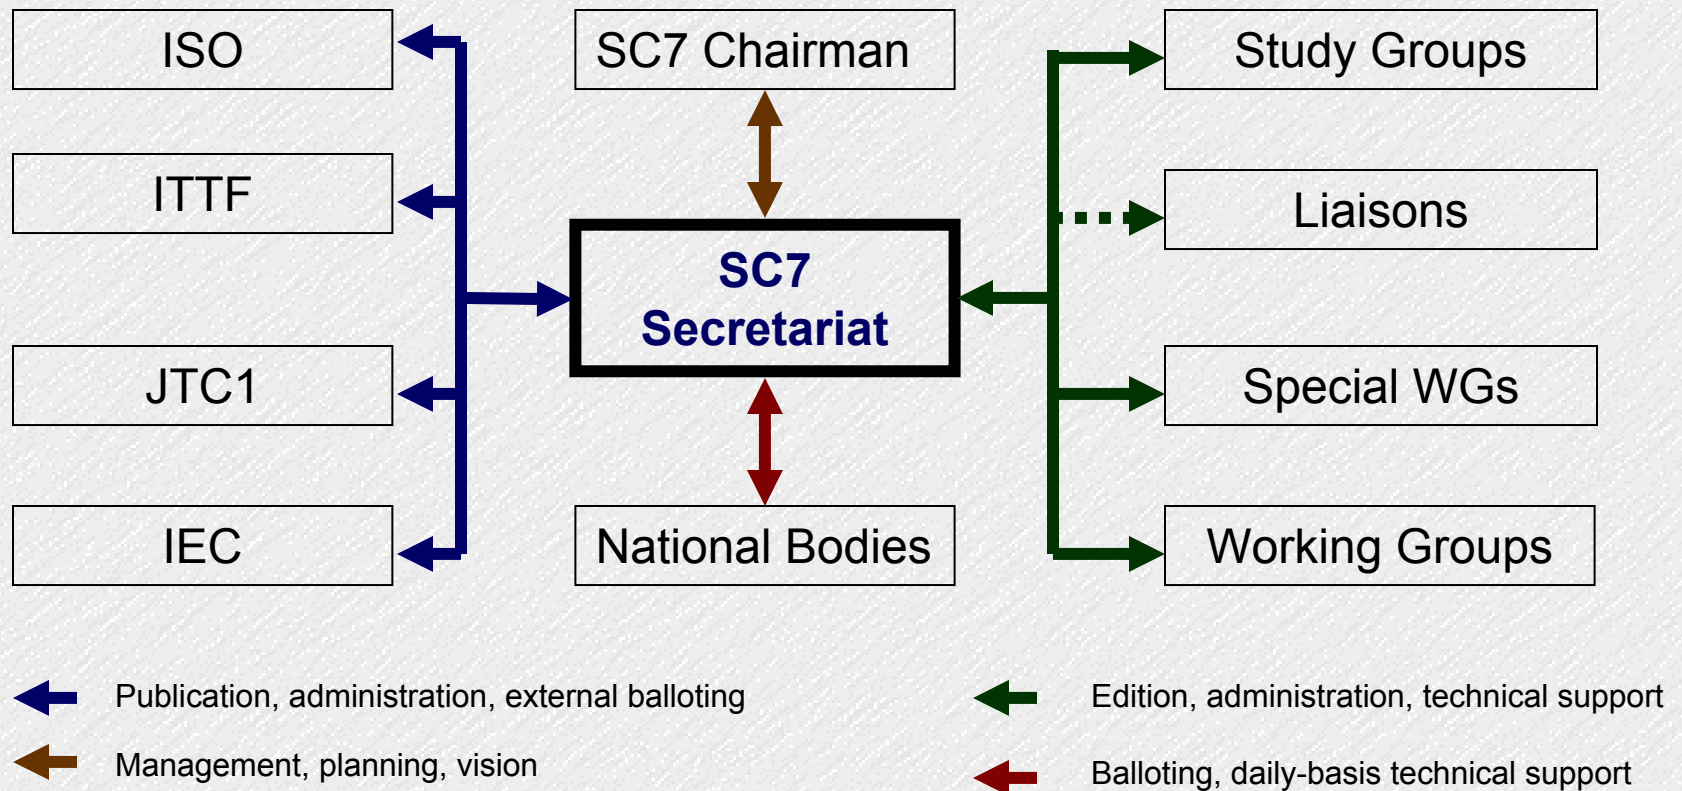 ISO
SC7 Chairman
Study Groups
ITTF
Liaisons
SC7
Secretariat
JTC1
Special WGs
IEC
National Bodies
Working Groups
Publication, administration, external balloting
Edition, administration, technical support
Management, planning, vision
Balloting, daily-basis technical support